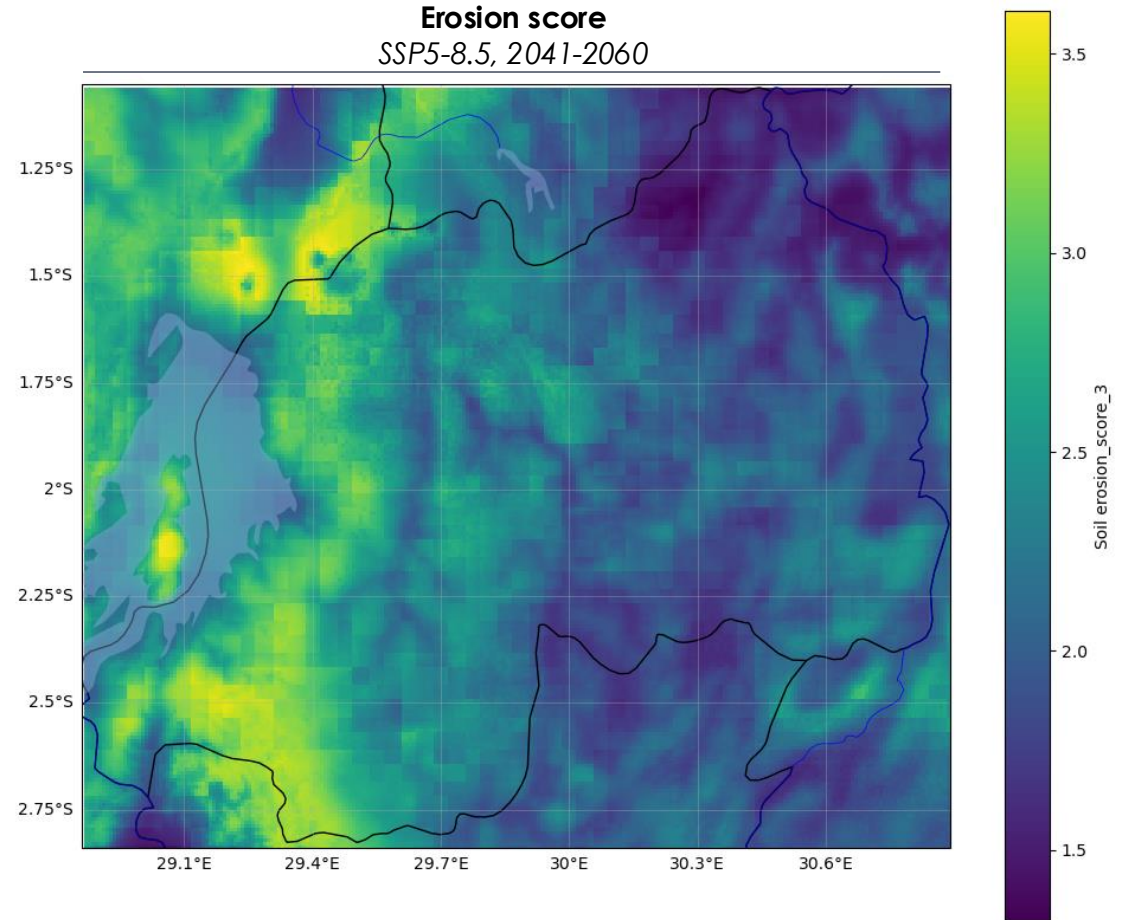 Erosion score
SSP5-8.5, 2041-2060
1.25°S
1.5°S
1.75°S
2°S
2.25°S
2.5°S
2.75°S
29.1°E
29.4°E
29.7°E
30°E
30.3°E
30.6°E
3.5
3.0
2.5
2.0
1.5
Soil erosion_score_3